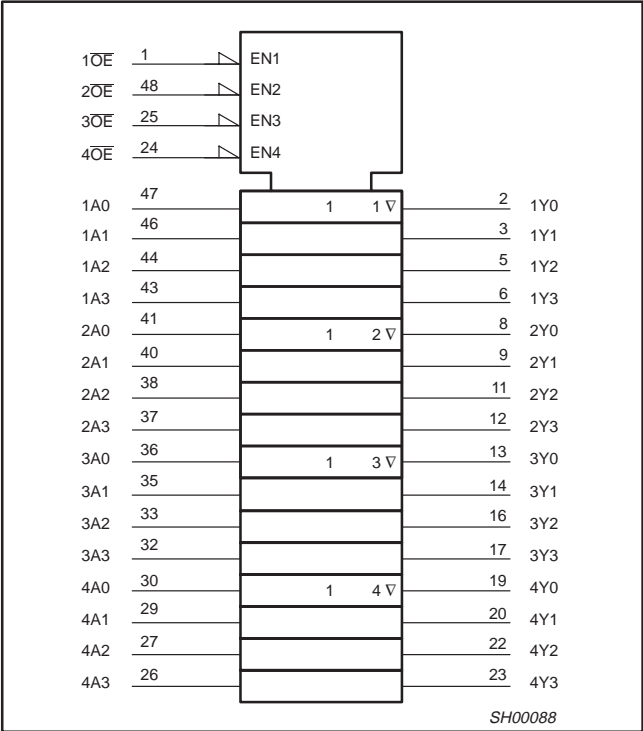 1O̅E̅ 1 EN1
2O̅E̅ 48 EN2
3O̅E̅ 25 EN3
4O̅E̅ 24 EN4
1A0 47 1 1 ∇ 2 1Y0
1A1 46 3 1Y1
1A2 44 5 1Y2
1A3 43 6 1Y3
2A0 41 1 2 ∇ 8 2Y0
2A1 40 9 2Y1
2A2 38 11 2Y2
2A3 37 12 2Y3
3A0 36 1 3 ∇ 13 3Y0
3A1 35 14 3Y1
3A2 33 16 3Y2
3A3 32 17 3Y3
4A0 30 1 4 ∇ 19 4Y0
4A1 29 20 4Y1
4A2 27 22 4Y2
4A3 26 23 4Y3
SH00088